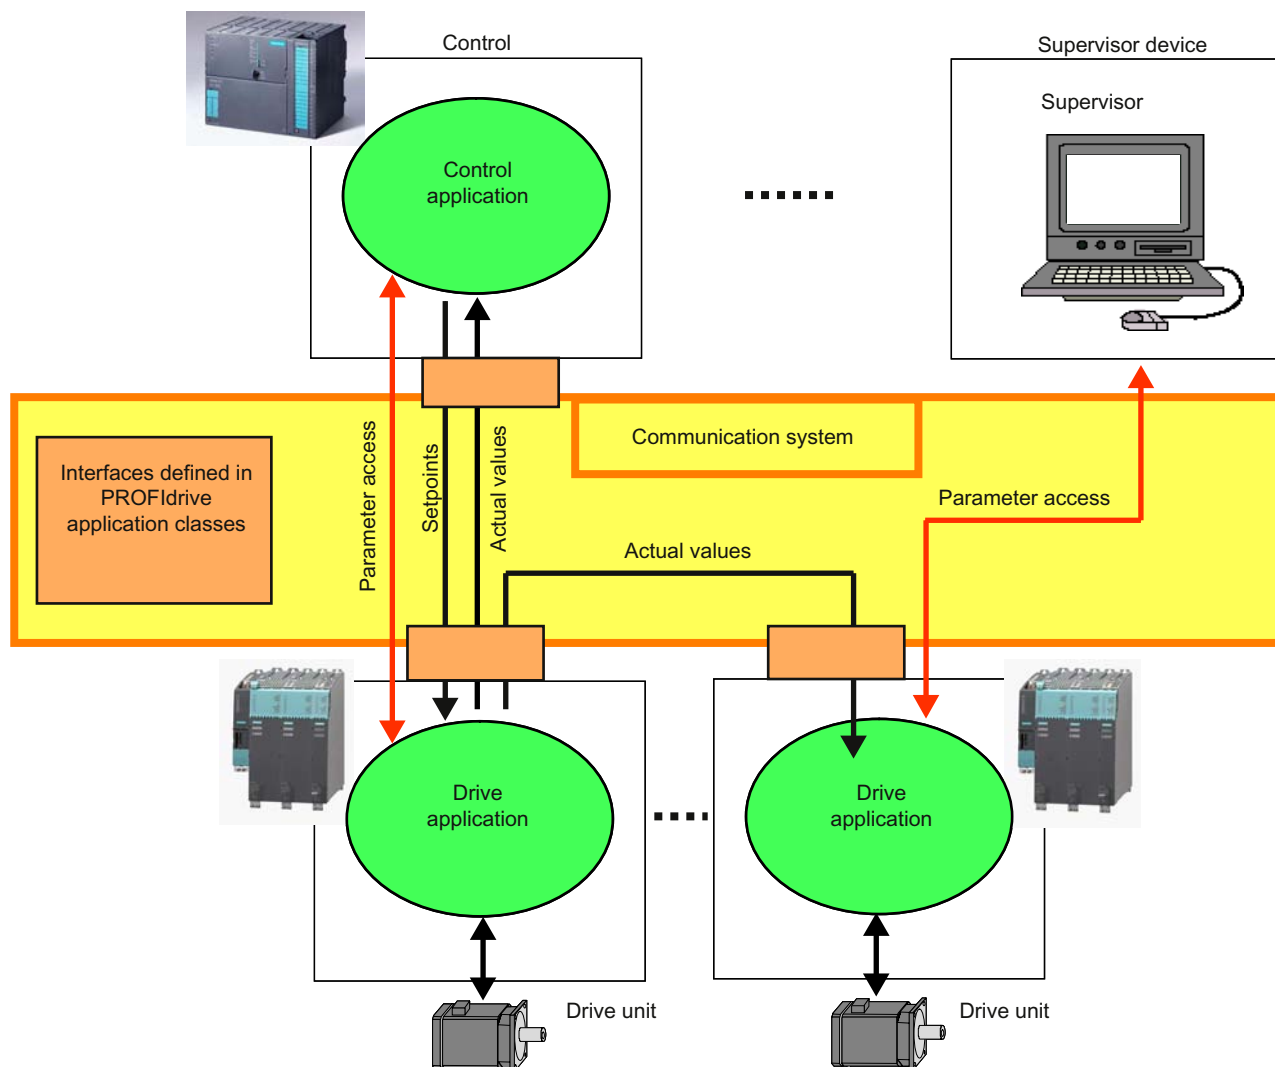 Control
Supervisor device
Supervisor
Control
application
Communication system
Interfaces defined in
PROFIdrive
application classes
Parameter access
Setpoints
Actual values
Parameter access
Actual values
Drive
application
Drive
application
Drive unit
Drive unit